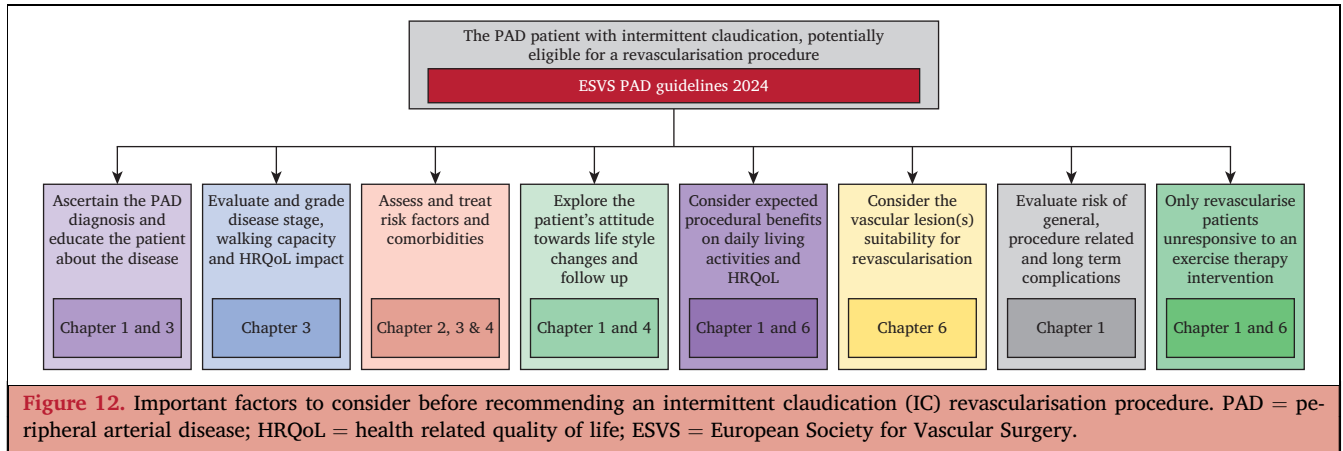 The PAD patient with intermittent claudication, potentially
eligible for a revascularisation procedure
ESVS PAD guidelines 2024
Ascertain the PAD
diagnosis and
educate the patient
about the disease
Chapter 1 and 3
Evaluate and grade
disease stage,
walking capacity
and HRQoL impact
Chapter 3
Assess and treat
risk factors and
comorbidities
Chapter 2, 3 & 4
Explore the
patient's attitude
towards life style
changes and
follow up
Chapter 1 and 4
Consider expected
procedural benefits
on daily living
activities and
HRQoL
Chapter 1 and 6
Consider the
vascular lesion(s)
suitability for
revascularisation
Chapter 6
Evaluate risk of
general,
procedure related
and long term
complications
Chapter 1
Only revascularise
patients
unresponsive to an
exercise therapy
intervention
Chapter 1 and 6
Figure 12. Important factors to consider before recommending an intermittent claudication (IC) revascularisation procedure. PAD = pe-
ripheral arterial disease; HRQoL = health related quality of life; ESVS = European Society for Vascular Surgery.